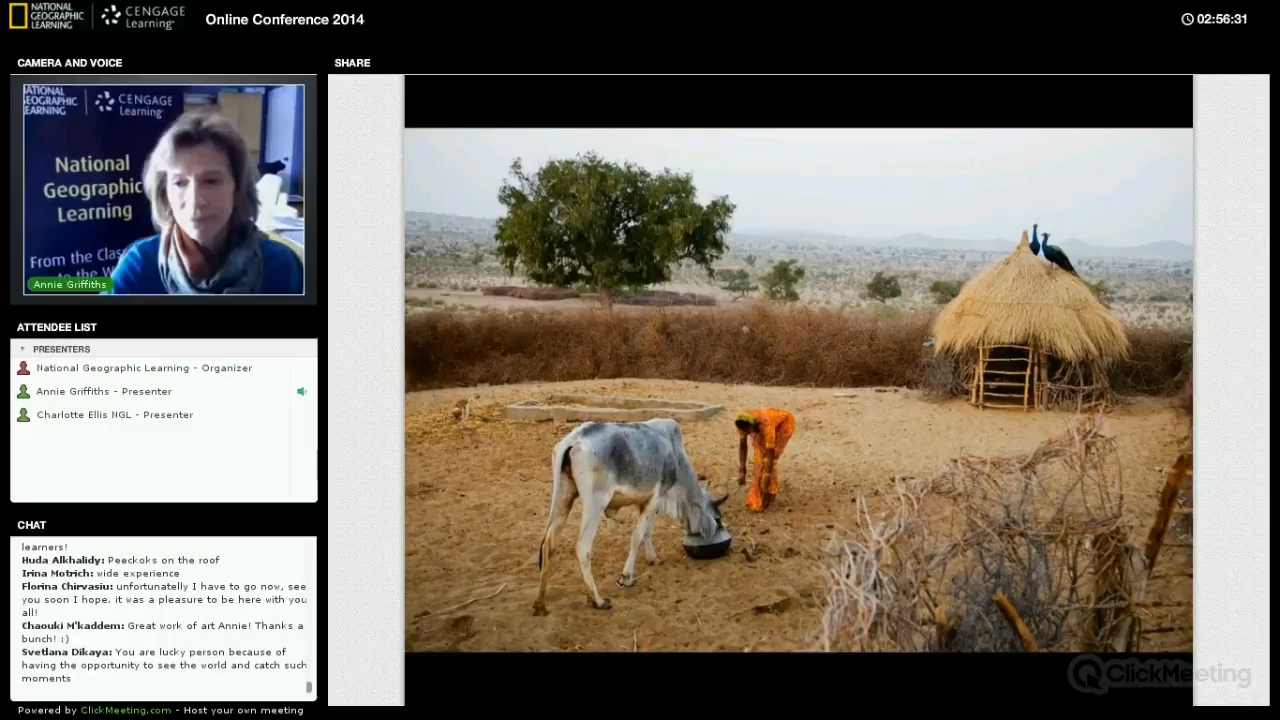 NATIONAL
GEOGRAPHIC
LEARNING
CENGAGE
Learning
Online Conference 2014
02:56:31
CAMERA AND VOICE
SHARE
NATIONAL
GEOGRAPHIC
LEARNING
CENGAGE
Learning
National
Geographic
Learning
From the Clas
to the W
Annie Griffiths
ATTENDEE LIST
PRESENTERS
National Geographic Learning - Organizer
Annie Griffiths - Presenter
Charlotte Ellis NGL - Presenter
CHAT
learners!
Huda Alkhalidy: Peeckoks on the roof
Irina Motrich: wide experience
Florina Chirvasiu: unfortunatelly I have to go now, see
you soon I hope. it was a pleasure to be here with you
all!
Chaouki M'kaddem: Great work of art Annie! Thanks a
bunch! :)
Svetlana Dikaya: You are lucky person because of
having the opportunity to see the world and catch such
moments
ClickMeeting
Powered by ClickMeeting.com - Host your own meeting